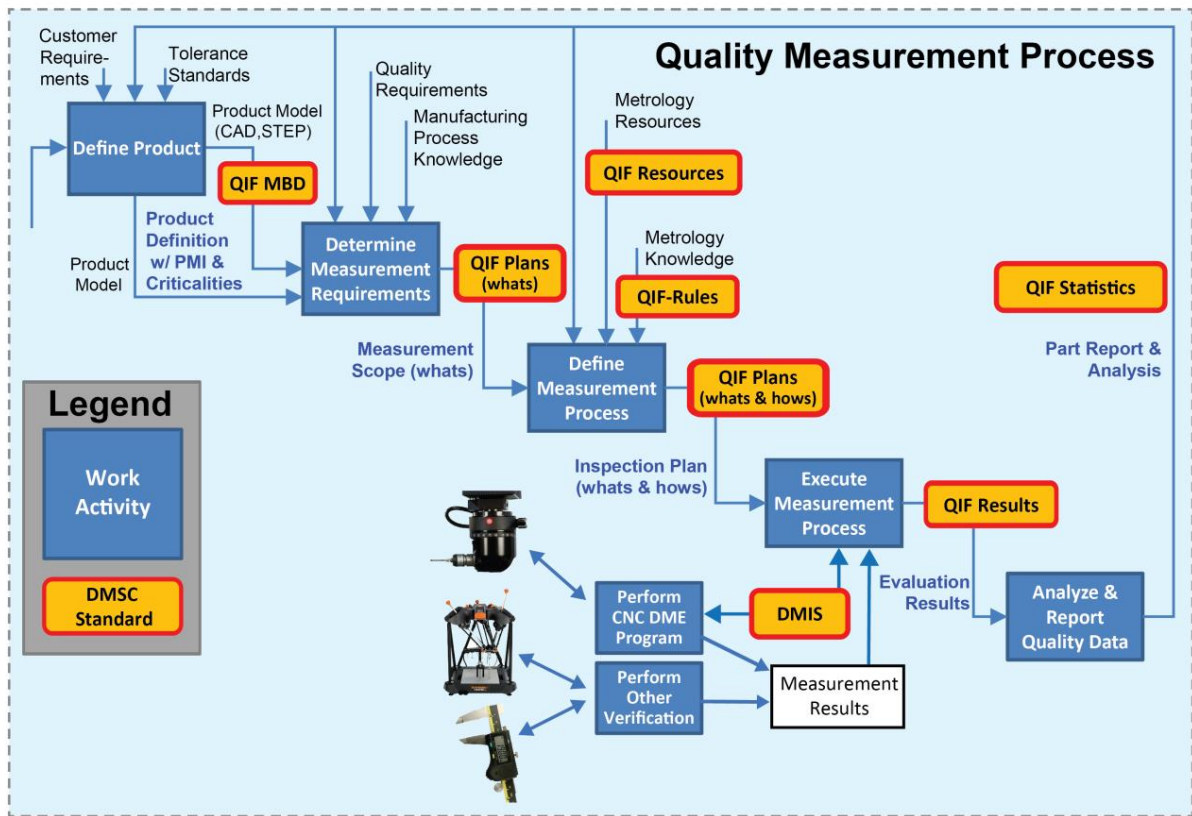 Quality Measurement Process
Customer
Require-
ments
Tolerance
Standards
Define Product
Product Model
(CAD,STEP)
QIF MBD
Product
Definition
w/ PMI &
Criticalities
Product
Model
Quality
Requirements
Manufacturing
Process
Knowledge
Determine
Measurement
Requirements
QIF Plans
(whats)
Measurement
Scope (whats)
Metrology
Resources
QIF Resources
Metrology
Knowledge
QIF-Rules
Define
Measurement
Process
QIF Plans
(whats & hows)
Inspection Plan
(whats & hows)
Execute
Measurement
Process
QIF Results
Evaluation
Results
Analyze &
Report
Quality Data
QIF Statistics
Part Report &
Analysis
Perform
CNC DME
Program
DMIS
Perform
Other
Verification
Measurement
Results
Legend
Work
Activity
DMSC
Standard